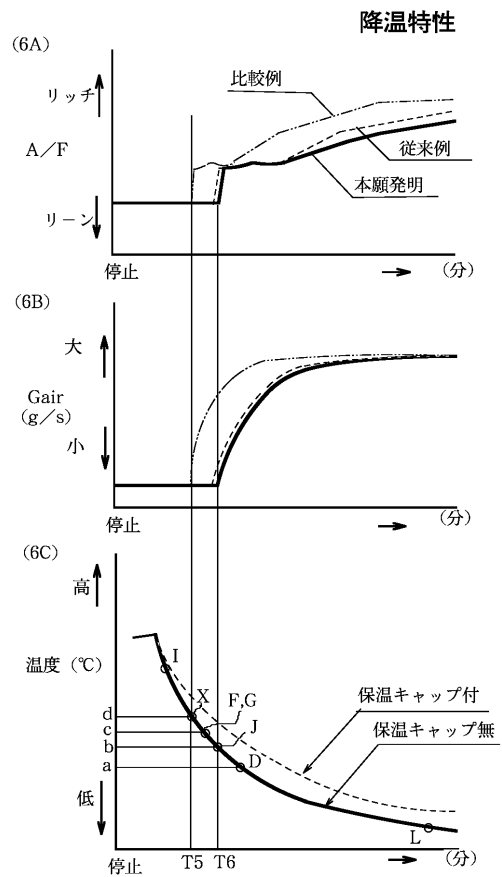 降温特性
(6A)
リッチ
A／F
リーン
比較例
従来例
本願発明
停止
(分)
(6B)
大
Gair
(g／s)
小
停止
(分)
(6C)
高
温度 (℃)
低
I
X
F,G
J
D
L
d
c
b
a
保温キャップ付
保温キャップ無
停止
T5
T6
(分)